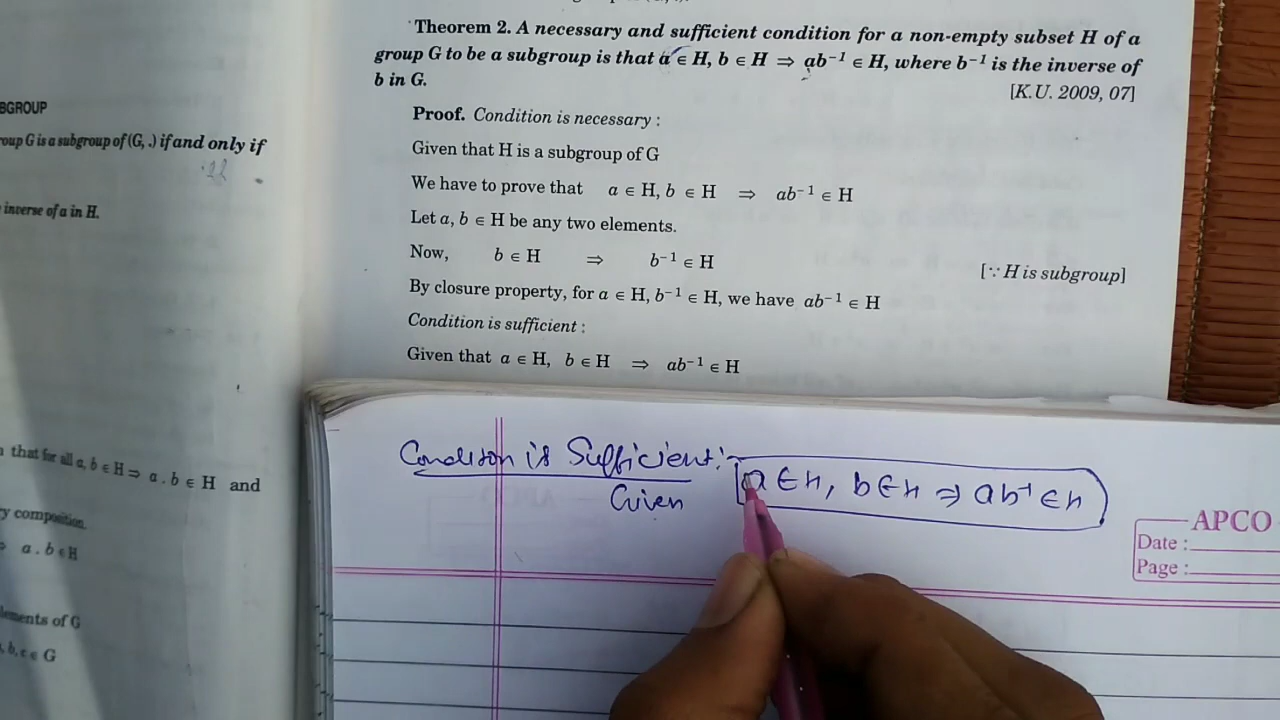 BGROUP
oup G is a subgroup of (G, .) if and only if
inverse of a in H.
that for all a, b ∈ H ⇒ a . b ∈ H and
y composition.
a . b ∈ H
lements of G
b, c ∈ G
Theorem 2. A necessary and sufficient condition for a non-empty subset H of a
group G to be a subgroup is that a ∈ H, b ∈ H ⇒ ab⁻¹ ∈ H, where b⁻¹ is the inverse of
b in G.
[K.U. 2009, 07]
Proof. Condition is necessary :
Given that H is a subgroup of G
We have to prove that a ∈ H, b ∈ H ⇒ ab⁻¹ ∈ H
Let a, b ∈ H be any two elements.
Now, b ∈ H ⇒ b⁻¹ ∈ H [∵ H is subgroup]
By closure property, for a ∈ H, b⁻¹ ∈ H, we have ab⁻¹ ∈ H
Condition is sufficient :
Given that a ∈ H, b ∈ H ⇒ ab⁻¹ ∈ H
Condition is Sufficient:-
Given a ∈ H, b ∈ H ⇒ ab⁻¹ ∈ H
APCO
Date :
Page :